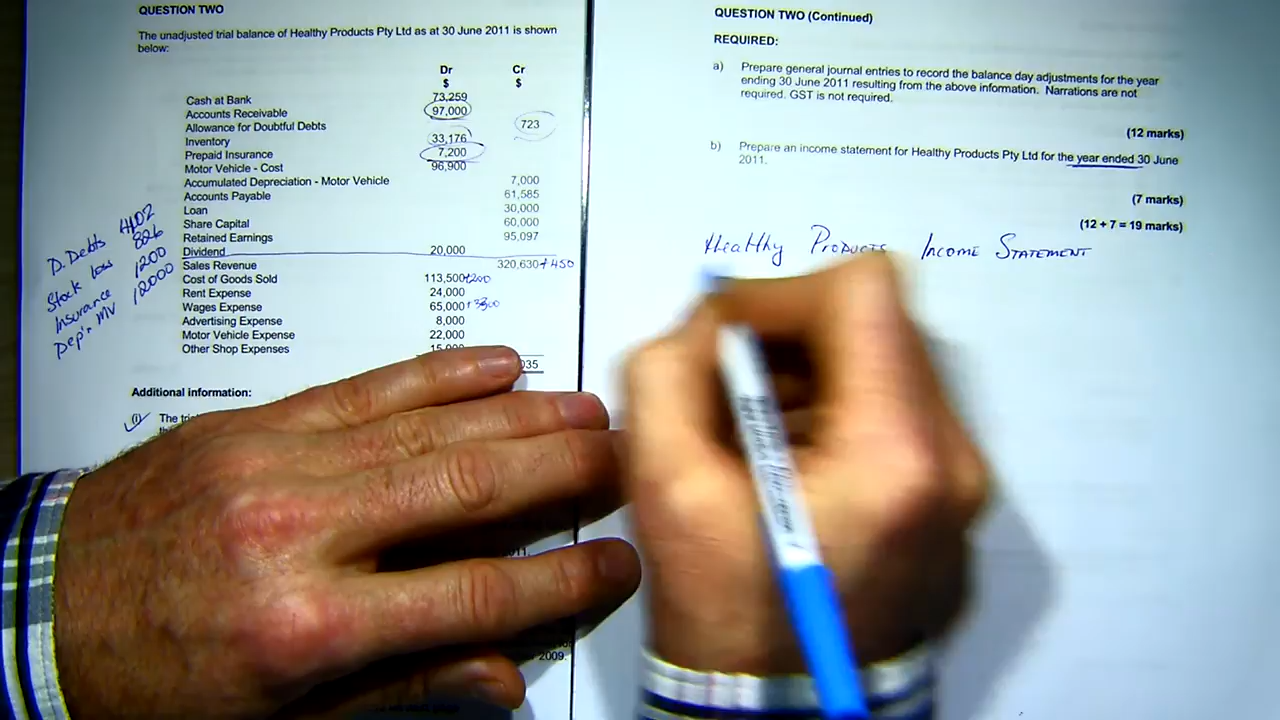 QUESTION TWO
The unadjusted trial balance of Healthy Products Pty Ltd as at 30 June 2011 is shown
below:
Dr Cr
$ $
Cash at Bank 73,259
Accounts Receivable 97,000
Allowance for Doubtful Debts 723
Inventory 33,176
Prepaid Insurance 7,200
Motor Vehicle - Cost 96,900
Accumulated Depreciation - Motor Vehicle 7,000
Accounts Payable 61,585
Loan 30,000
Share Capital 60,000
Retained Earnings 95,097
Dividend 20,000
Sales Revenue 320,630 +450
Cost of Goods Sold 113,500 +200
Rent Expense 24,000
Wages Expense 65,000
Advertising Expense 8,000
Motor Vehicle Expense 22,000
Other Shop Expenses 15,000
035
D. Debts
Stock loss 826
Insurance 1200
Dep'n MV 12000
Additional information:
(i) The
2009.
QUESTION TWO (Continued)
REQUIRED:
a) Prepare general journal entries to record the balance day adjustments for the year
ending 30 June 2011 resulting from the above information. Narrations are not
required. GST is not required.
(12 marks)
b) Prepare an income statement for Healthy Products Pty Ltd for the year ended 30 June
2011.
(7 marks)
(12 + 7 = 19 marks)
Healthy Products Income Statement